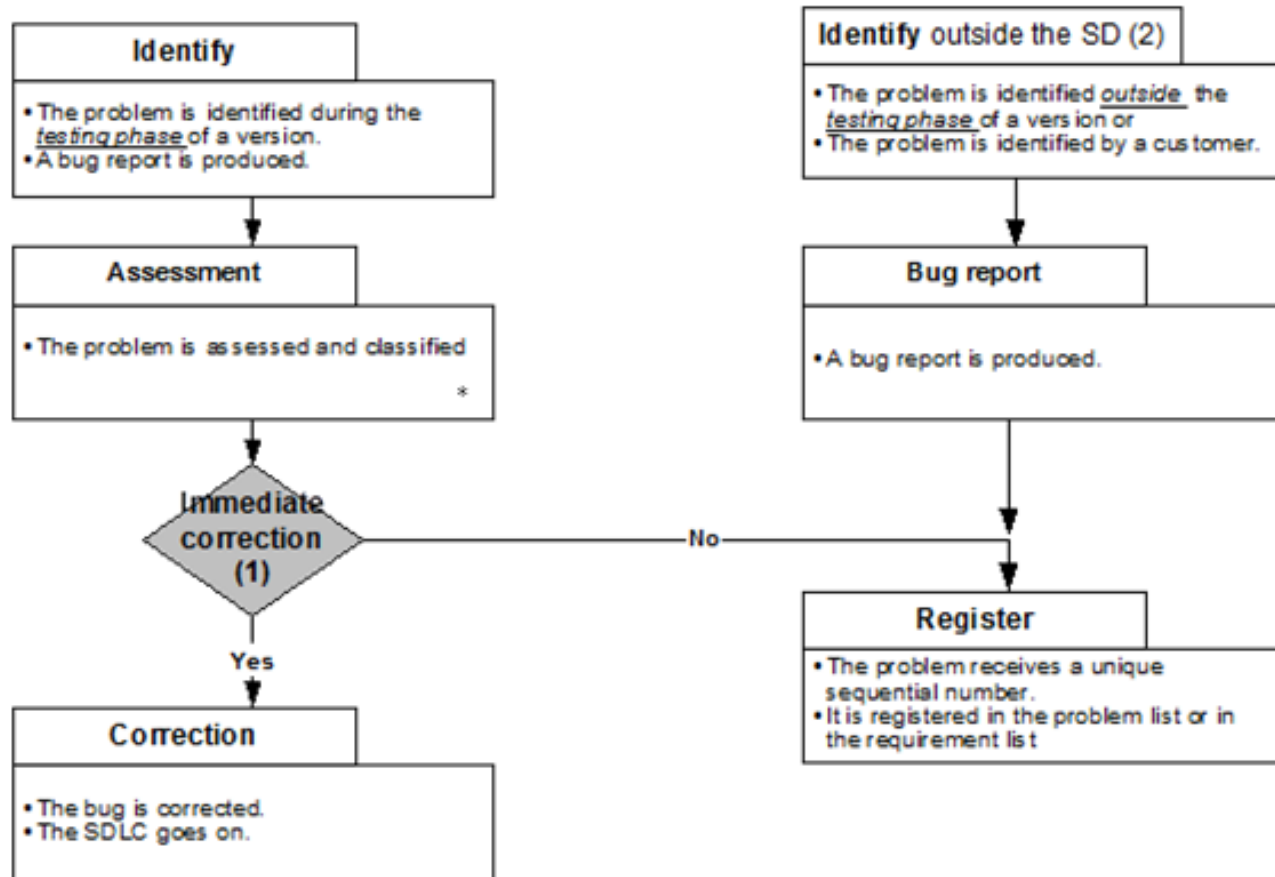 Identify
• The problem is identified during the
testing phase of a version.
• A bug report is produced.
Assessment
• The problem is assessed and classified
*
Immediate
correction
(1)
Yes
Correction
• The bug is corrected.
• The SDLC goes on.
No
Identify outside the SD (2)
• The problem is identified outside the
testing phase of a version or
• The problem is identified by a customer.
Bug report
• A bug report is produced.
Register
• The problem receives a unique
sequential number.
• It is registered in the problem list or in
the requirement list